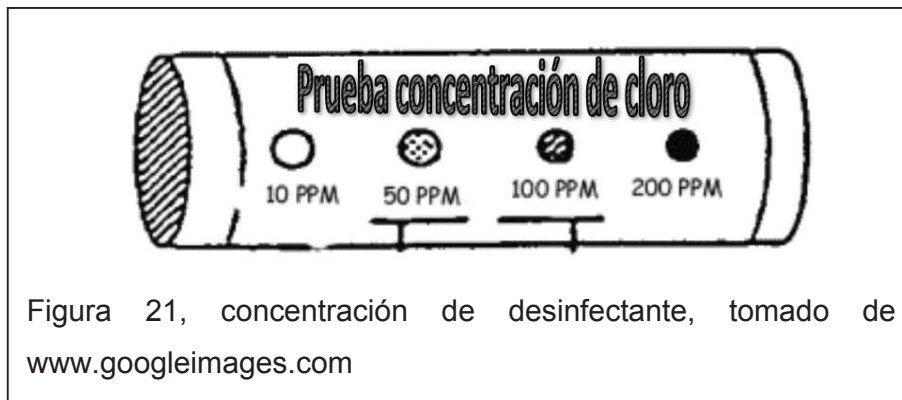 Prueba concentración de cloro
10 PPM 50 PPM 100 PPM 200 PPM
Figura 21, concentración de desinfectante, tomado de
www.googleimages.com